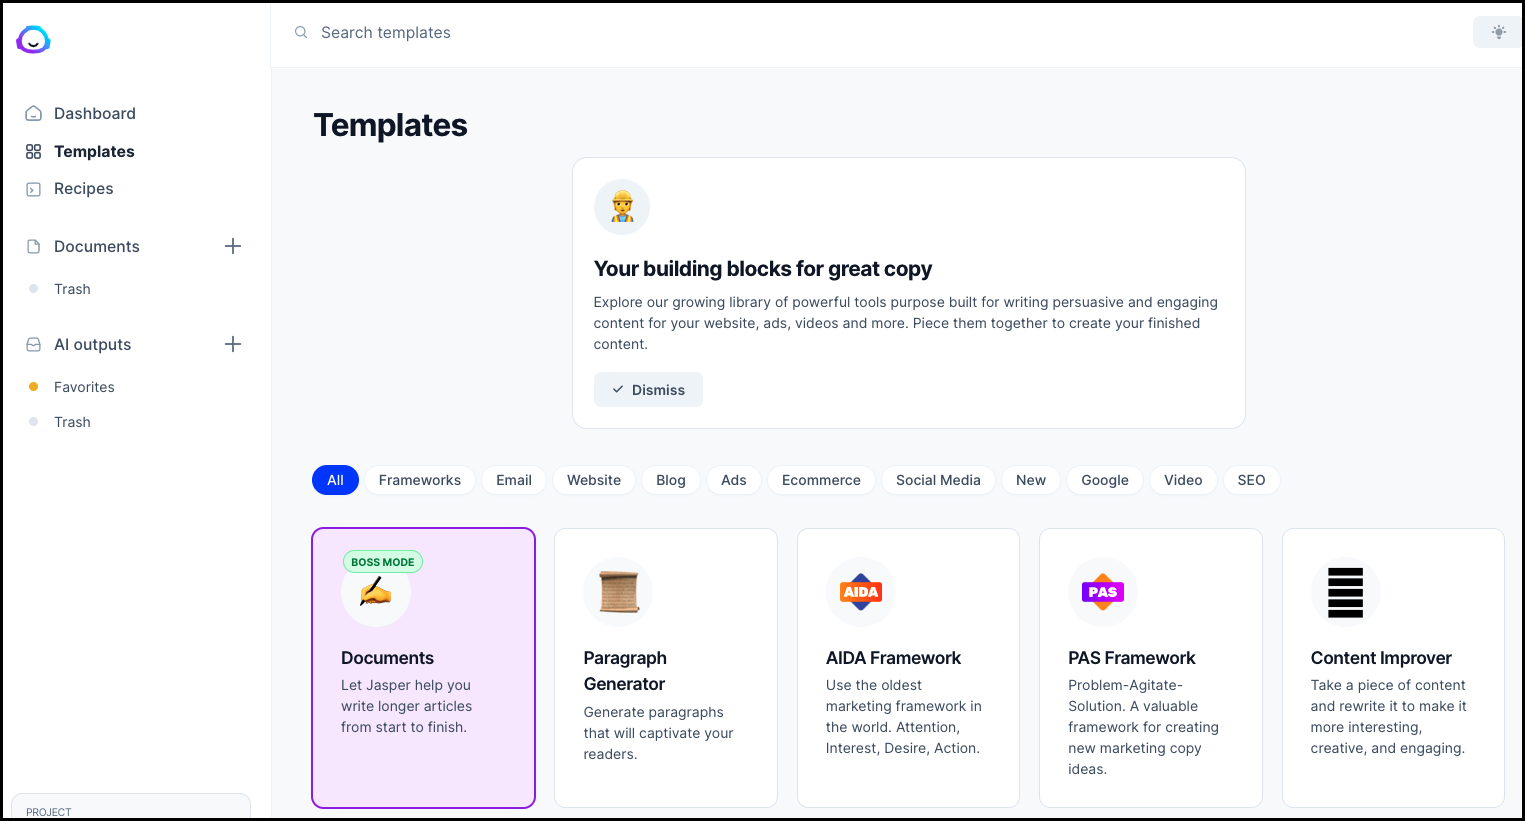 Search templates
Dashboard
Templates
Recipes
Documents
Trash
AI outputs
Favorites
Trash
PROJECT
Templates
Your building blocks for great copy
Explore our growing library of powerful tools purpose built for writing persuasive and engaging
content for your website, ads, videos and more. Piece them together to create your finished
content.
Dismiss
All
Frameworks
Email
Website
Blog
Ads
Ecommerce
Social Media
New
Google
Video
SEO
BOSS MODE
Documents
Let Jasper help you
write longer articles
from start to finish.
Paragraph
Generator
Generate paragraphs
that will captivate your
readers.
AIDA
AIDA Framework
Use the oldest
marketing framework in
the world. Attention,
Interest, Desire, Action.
PAS
PAS Framework
Problem-Agitate-
Solution. A valuable
framework for creating
new marketing copy
ideas.
Content Improver
Take a piece of content
and rewrite it to make it
more interesting,
creative, and engaging.